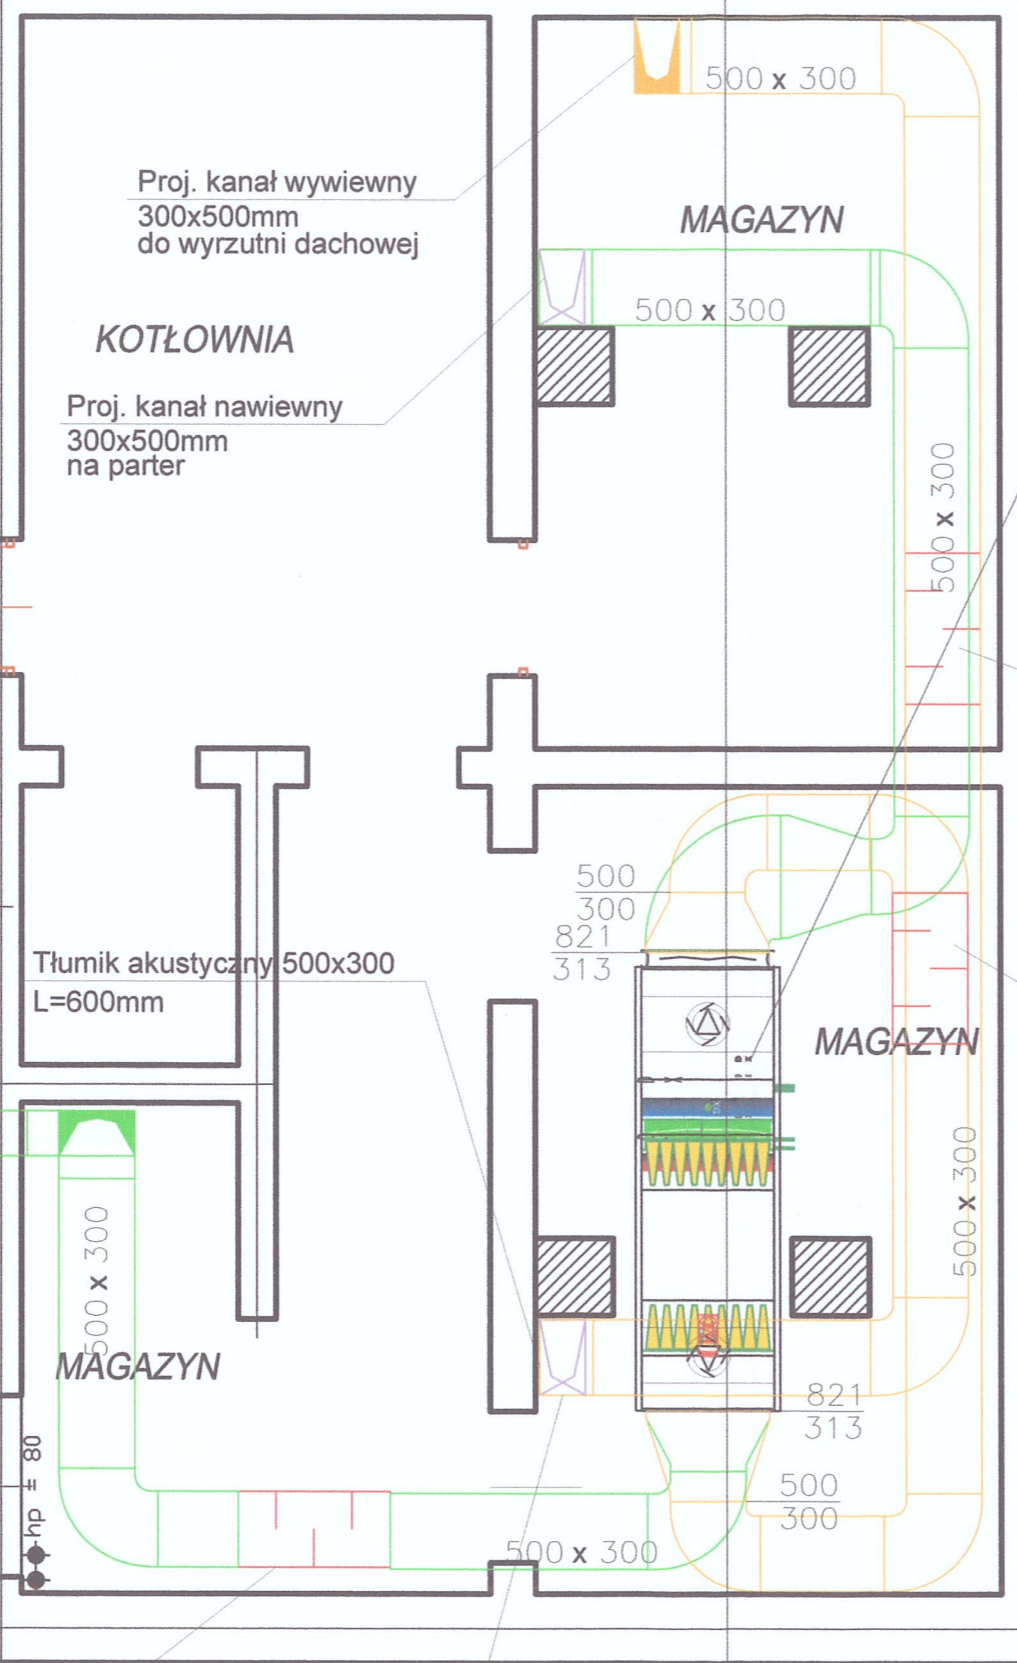 500 x 300
Proj. kanał wywiewny
300x500mm
do wyrzutni dachowej
MAGAZYN
500 x 300
KOTŁOWNIA
Proj. kanał nawiewny
300x500mm
na parter
500 x 300
500
300
821
313
Tłumik akustyczny 500x300
L=600mm
MAGAZYN
500 x 300
500 x 300
MAGAZYN
821
313
hp = 80
500
300
500 x 300